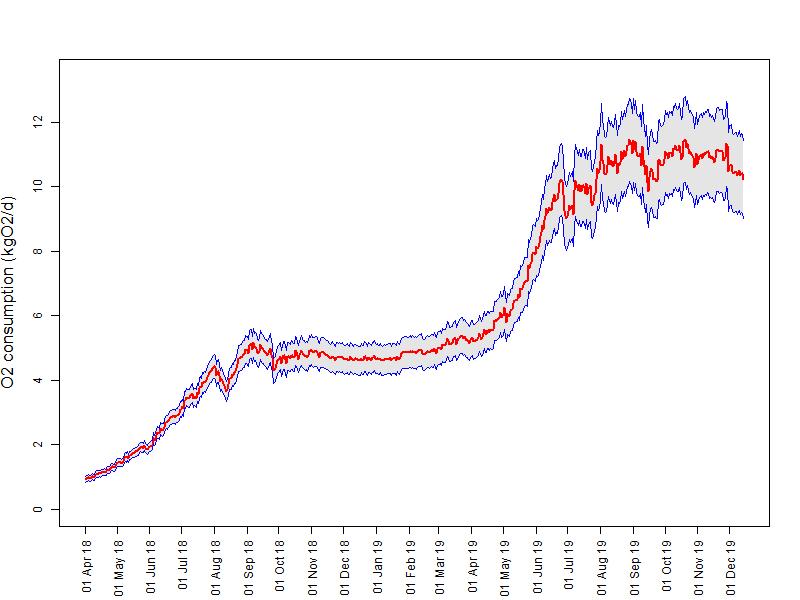 O2 consumption (kgO2/d)
12
10
8
6
4
2
0
01 Apr 18
01 May 18
01 Jun 18
01 Jul 18
01 Aug 18
01 Sep 18
01 Oct 18
01 Nov 18
01 Dec 18
01 Jan 19
01 Feb 19
01 Mar 19
01 Apr 19
01 May 19
01 Jun 19
01 Jul 19
01 Aug 19
01 Sep 19
01 Oct 19
01 Nov 19
01 Dec 19